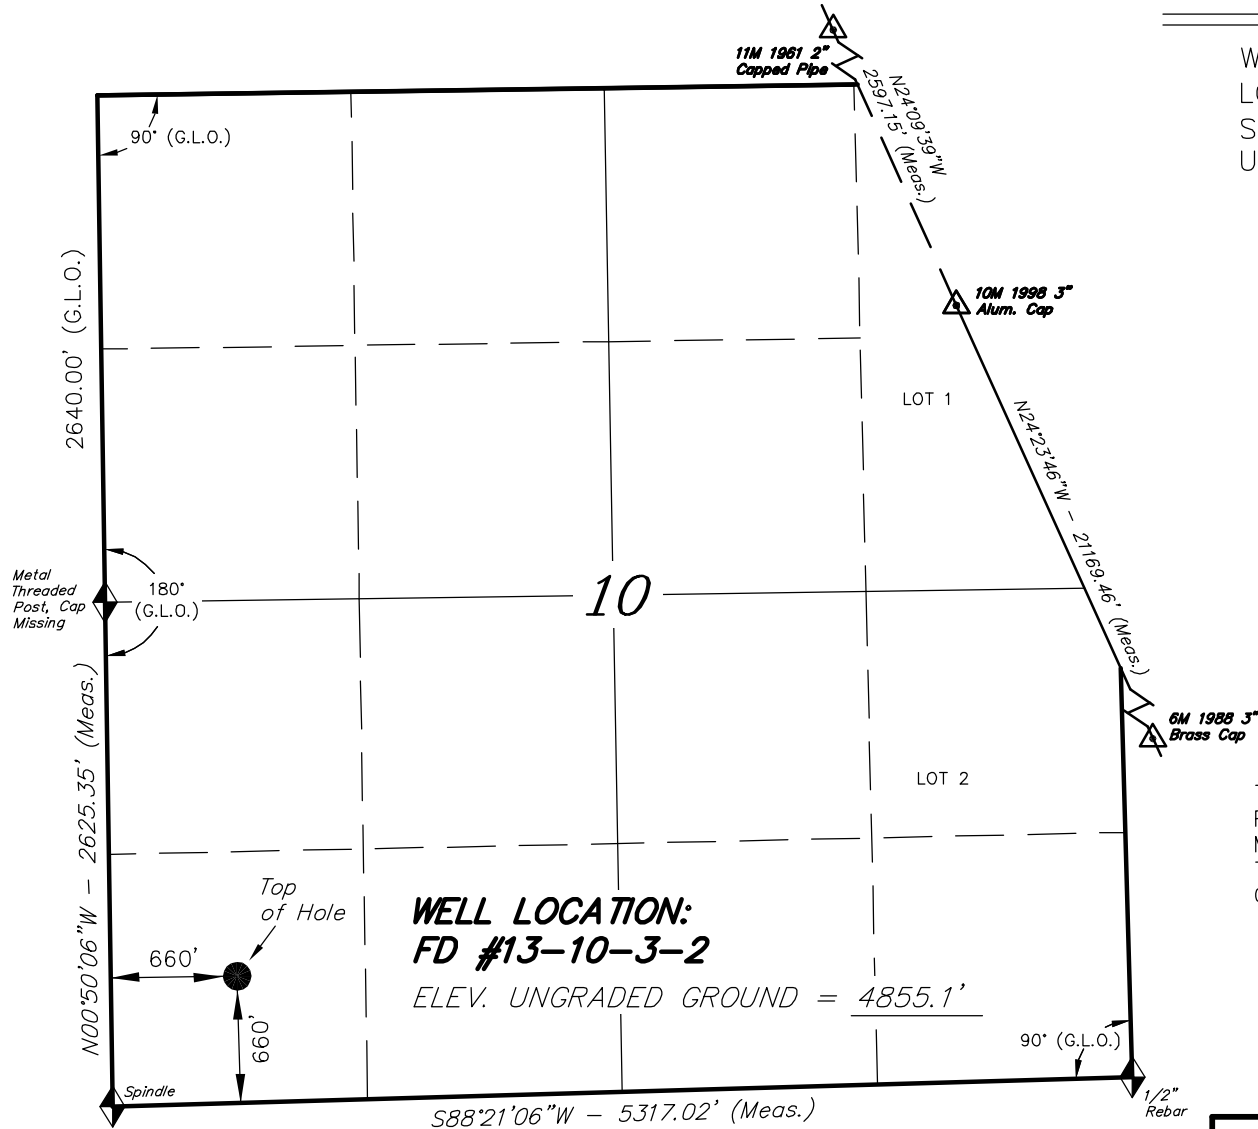 11M 1961 2"
Capped Pipe
N24°09'39"W
2597.15' (Meas.)
W
LO
S
U
90° (G.L.O.)
2640.00' (G.L.O.)
10M 1998 3"
Alum. Cap
LOT 1
N24°23'46"W - 21169.46' (Meas.)
Metal
Threaded
Post, Cap
Missing
180°
(G.L.O.)
10
6M 1988 3"
Brass Cap
LOT 2
N00°50'06"W - 2625.35' (Meas.)
Top
of Hole
WELL LOCATION:
FD #13-10-3-2
ELEV. UNGRADED GROUND = 4855.1'
660'
660'
90° (G.L.O.)
Spindle
1/2"
Rebar
S88°21'06"W - 5317.02' (Meas.)